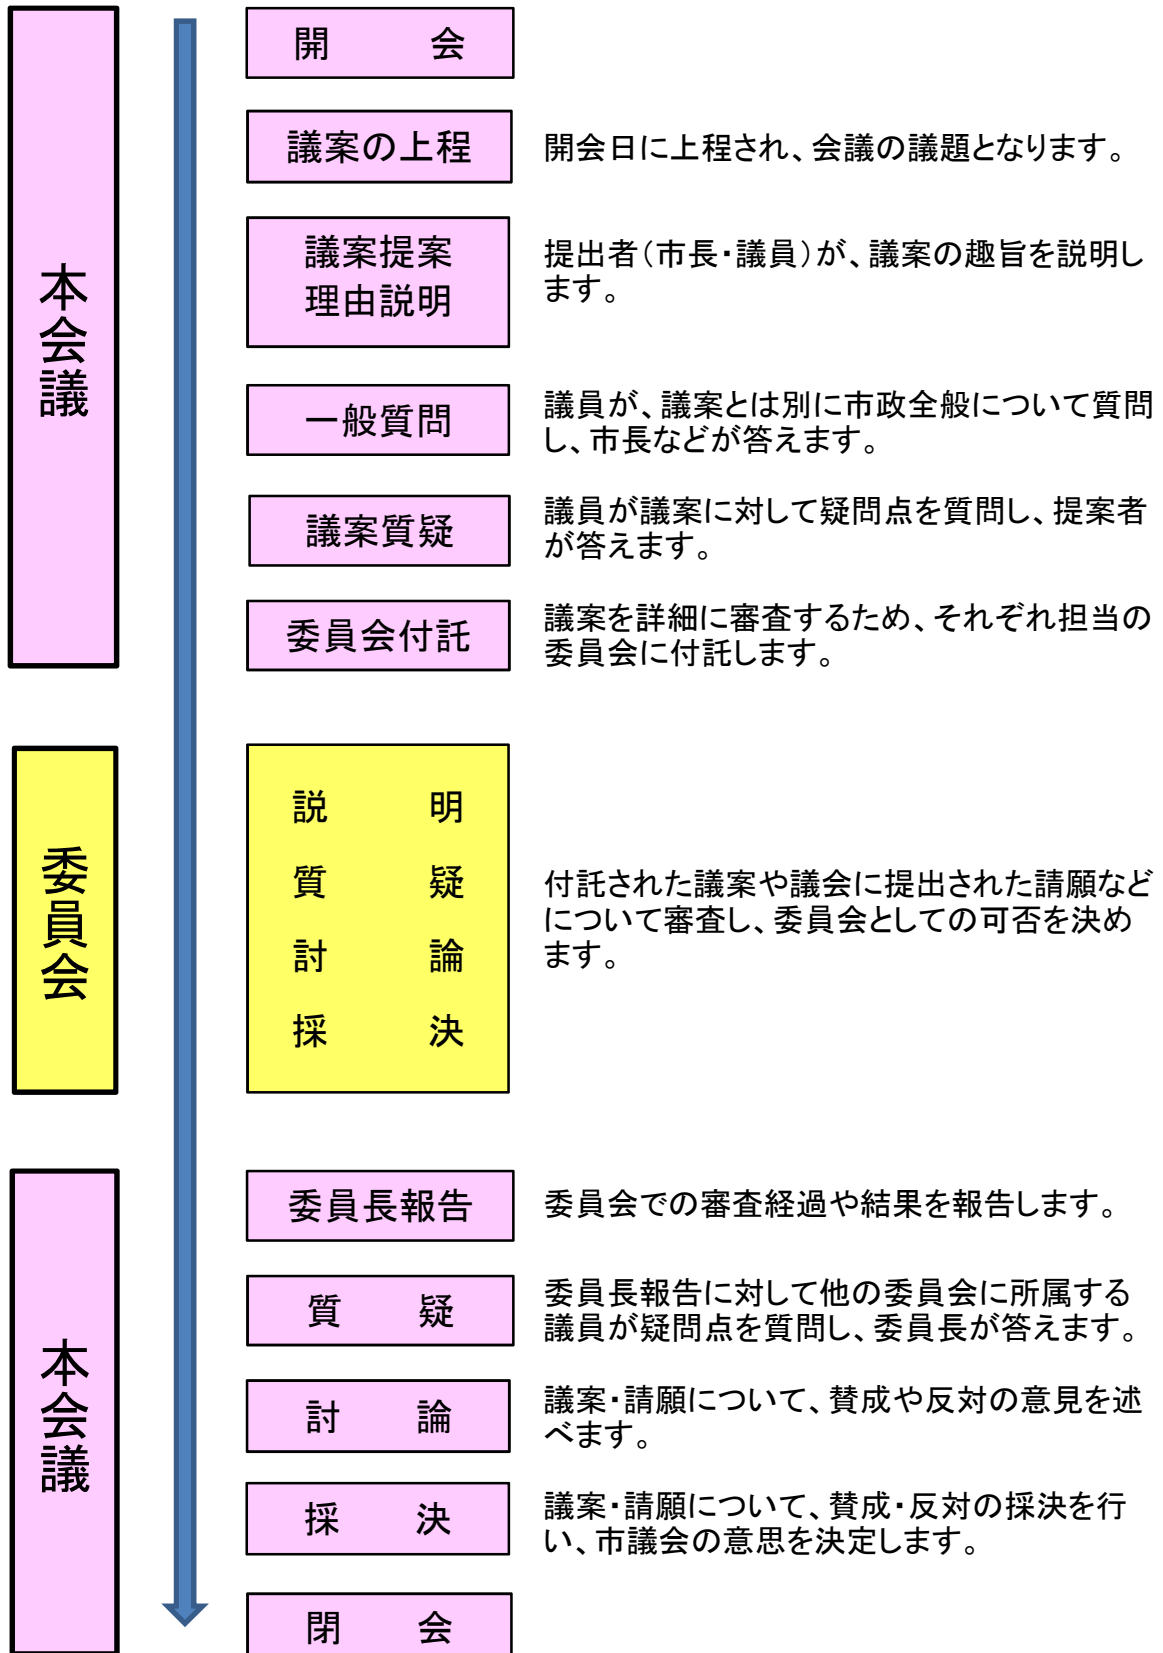 本会議
開会
議案の上程
開会日に上程され、会議の議題となります。
議案提案
理由説明
提出者(市長・議員)が、議案の趣旨を説明し
ます。
一般質問
議員が、議案とは別に市政全般について質問
し、市長などが答えます。
議案質疑
議員が議案に対して疑問点を質問し、提案者
が答えます。
委員会付託
議案を詳細に審査するため、それぞれ担当の
委員会に付託します。
委員会
説明
質疑
討論
採決
付託された議案や議会に提出された請願など
について審査し、委員会としての可否を決め
ます。
本会議
委員長報告
委員会での審査経過や結果を報告します。
質疑
委員長報告に対して他の委員会に所属する
議員が疑問点を質問し、委員長が答えます。
討論
議案・請願について、賛成や反対の意見を述
べます。
採決
議案・請願について、賛成・反対の採決を行
い、市議会の意思を決定します。
閉会